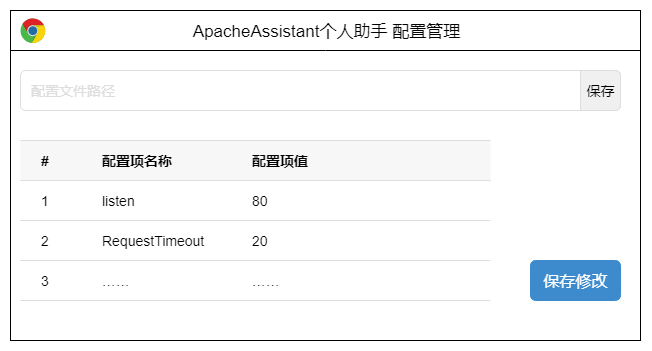 ApacheAssistant个人助手 配置管理
配置文件路径 保存
# 配置项名称 配置项值
1 listen 80
2 RequestTimeout 20
3 …… ……
保存修改